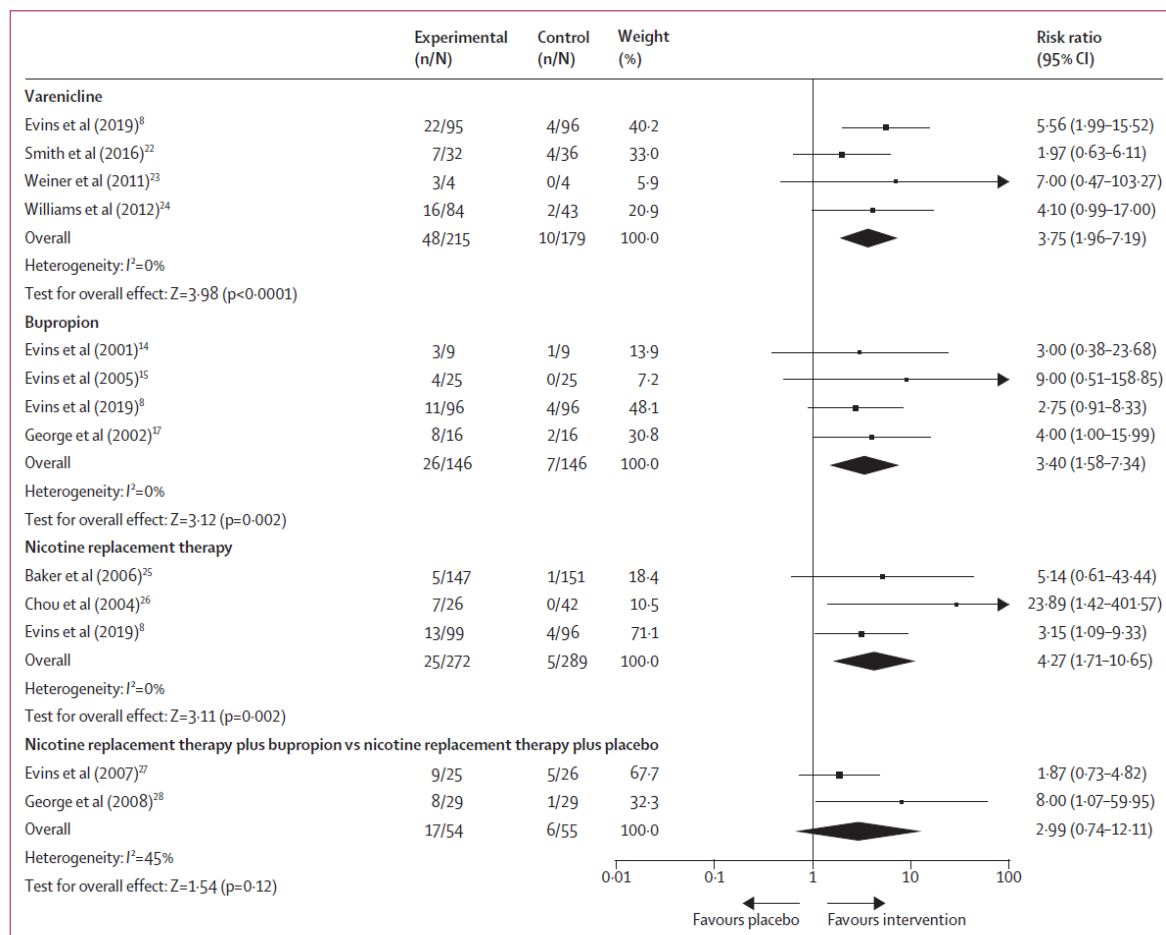 Experimental (n/N) Control (n/N) Weight (%) Risk ratio (95% CI)
Varenicline
Evins et al (2019)⁸ 22/95 4/96 40·2 5·56 (1·99–15·52)
Smith et al (2016)²² 7/32 4/36 33·0 1·97 (0·63–6·11)
Weiner et al (2011)²³ 3/4 0/4 5·9 7·00 (0·47–103·27)
Williams et al (2012)²⁴ 16/84 2/43 20·9 4·10 (0·99–17·00)
Overall 48/215 10/179 100·0 3·75 (1·96–7·19)
Heterogeneity: I²=0%
Test for overall effect: Z=3·98 (p<0·0001)
Bupropion
Evins et al (2001)¹⁴ 3/9 1/9 13·9 3·00 (0·38–23·68)
Evins et al (2005)¹⁵ 4/25 0/25 7·2 9·00 (0·51–158·85)
Evins et al (2019)⁸ 11/96 4/96 48·1 2·75 (0·91–8·33)
George et al (2002)¹⁷ 8/16 2/16 30·8 4·00 (1·00–15·99)
Overall 26/146 7/146 100·0 3·40 (1·58–7·34)
Heterogeneity: I²=0%
Test for overall effect: Z=3·12 (p=0·002)
Nicotine replacement therapy
Baker et al (2006)²⁵ 5/147 1/151 18·4 5·14 (0·61–43·44)
Chou et al (2004)²⁶ 7/26 0/42 10·5 23·89 (1·42–401·57)
Evins et al (2019)⁸ 13/99 4/96 71·1 3·15 (1·09–9·33)
Overall 25/272 5/289 100·0 4·27 (1·71–10·65)
Heterogeneity: I²=0%
Test for overall effect: Z=3·11 (p=0·002)
Nicotine replacement therapy plus bupropion vs nicotine replacement therapy plus placebo
Evins et al (2007)²⁷ 9/25 5/26 67·7 1·87 (0·73–4·82)
George et al (2008)²⁸ 8/29 1/29 32·3 8·00 (1·07–59·95)
Overall 17/54 6/55 100·0 2·99 (0·74–12·11)
Heterogeneity: I²=45%
Test for overall effect: Z=1·54 (p=0·12)
0·01 0·1 1 10 100
Favours placebo Favours intervention